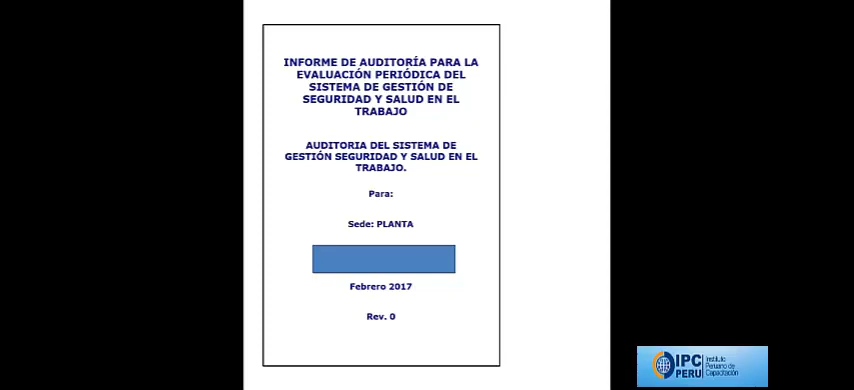 INFORME DE AUDITORÍA PARA LA
EVALUACIÓN PERIÓDICA DEL
SISTEMA DE GESTIÓN DE
SEGURIDAD Y SALUD EN EL
TRABAJO
AUDITORIA DEL SISTEMA DE
GESTIÓN SEGURIDAD Y SALUD EN EL
TRABAJO.
Para:
Sede: PLANTA
Febrero 2017
Rev. 0
IPC
PERU
Instituto
Peruano de
Capacitación